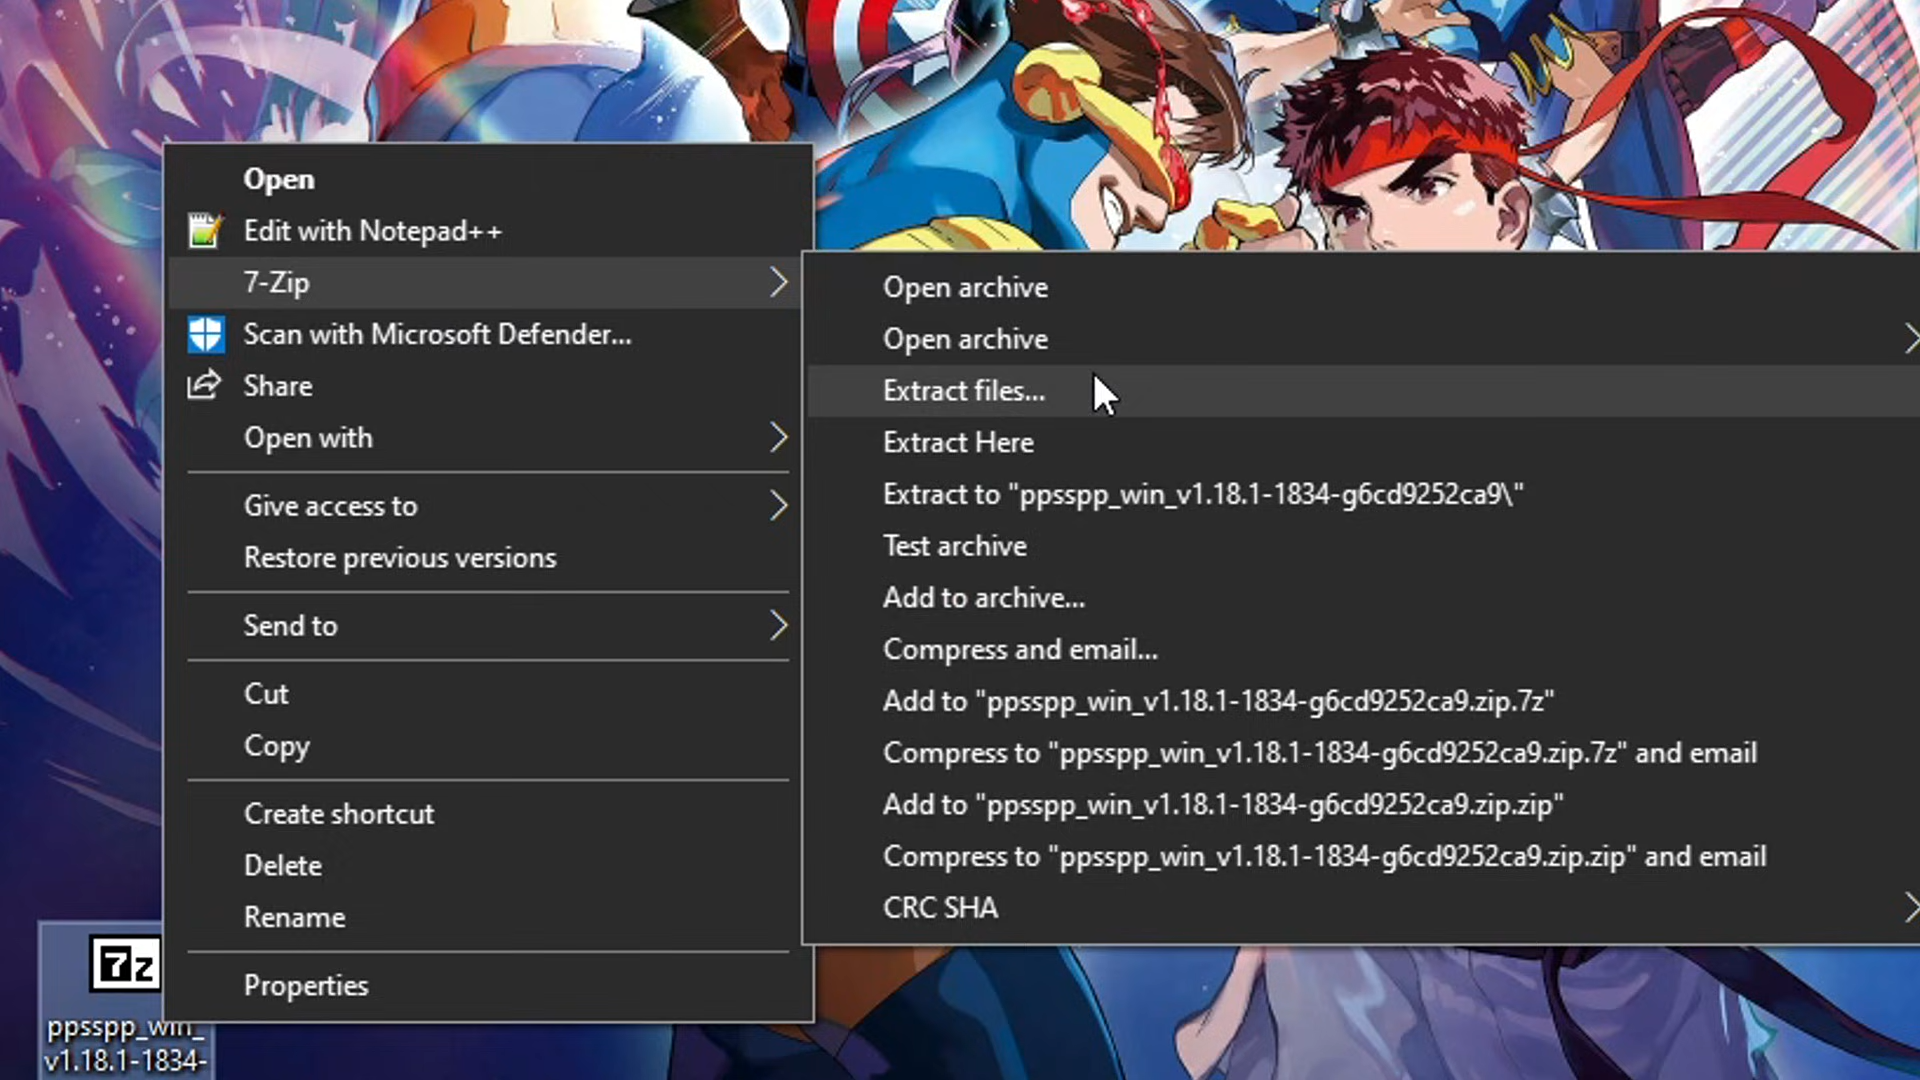 Open
Edit with Notepad++
7-Zip
Scan with Microsoft Defender...
Share
Open with
Give access to
Restore previous versions
Send to
Cut
Copy
Create shortcut
Delete
Rename
Properties
Open archive
Open archive
Extract files...
Extract Here
Extract to "ppsspp_win_v1.18.1-1834-g6cd9252ca9\"
Test archive
Add to archive...
Compress and email...
Add to "ppsspp_win_v1.18.1-1834-g6cd9252ca9.zip.7z"
Compress to "ppsspp_win_v1.18.1-1834-g6cd9252ca9.zip.7z" and email
Add to "ppsspp_win_v1.18.1-1834-g6cd9252ca9.zip.zip"
Compress to "ppsspp_win_v1.18.1-1834-g6cd9252ca9.zip.zip" and email
CRC SHA
7z
ppsspp_win_
v1.18.1-1834-